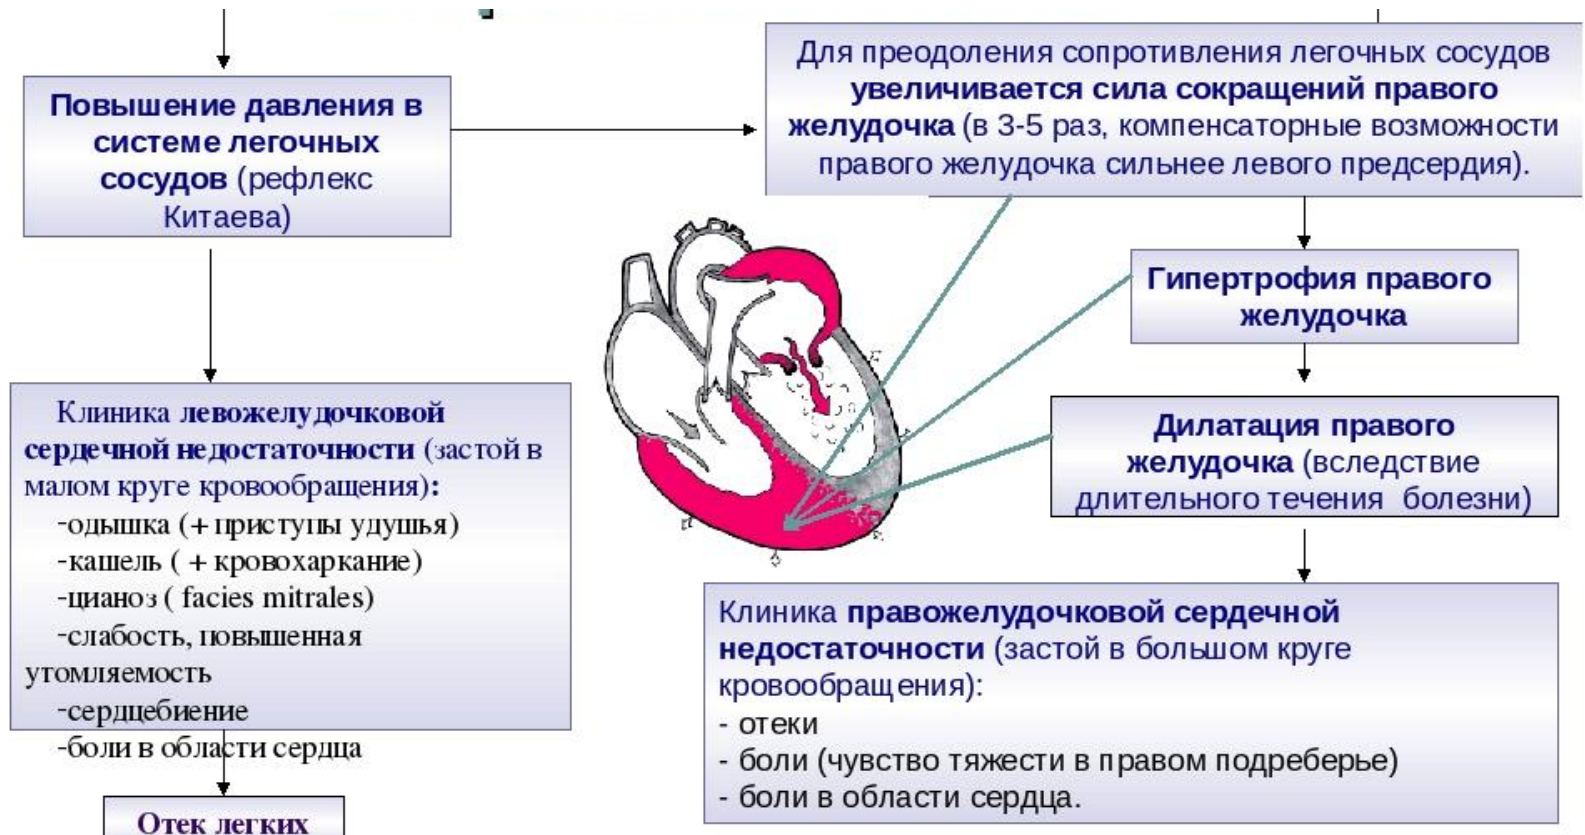 Повышение давления в
системе легочных
сосудов (рефлекс
Китаева)
Для преодоления сопротивления легочных сосудов
увеличивается сила сокращений правого
желудочка (в 3-5 раз, компенсаторные возможности
правого желудочка сильнее левого предсердия).
Гипертрофия правого
желудочка
Дилатация правого
желудочка (вследствие
длительного течения болезни)
Клиника левожелудочковой
сердечной недостаточности (застой в
малом круге кровообращения):
-одышка (+ приступы удушья)
-кашель ( + кровохаркание)
-цианоз ( facies mitrales)
-слабость, повышенная
утомляемость
-сердцебиение
-боли в области сердца
Отек легких
Клиника правожелудочковой сердечной
недостаточности (застой в большом круге
кровообращения):
- отеки
- боли (чувство тяжести в правом подреберье)
- боли в области сердца.